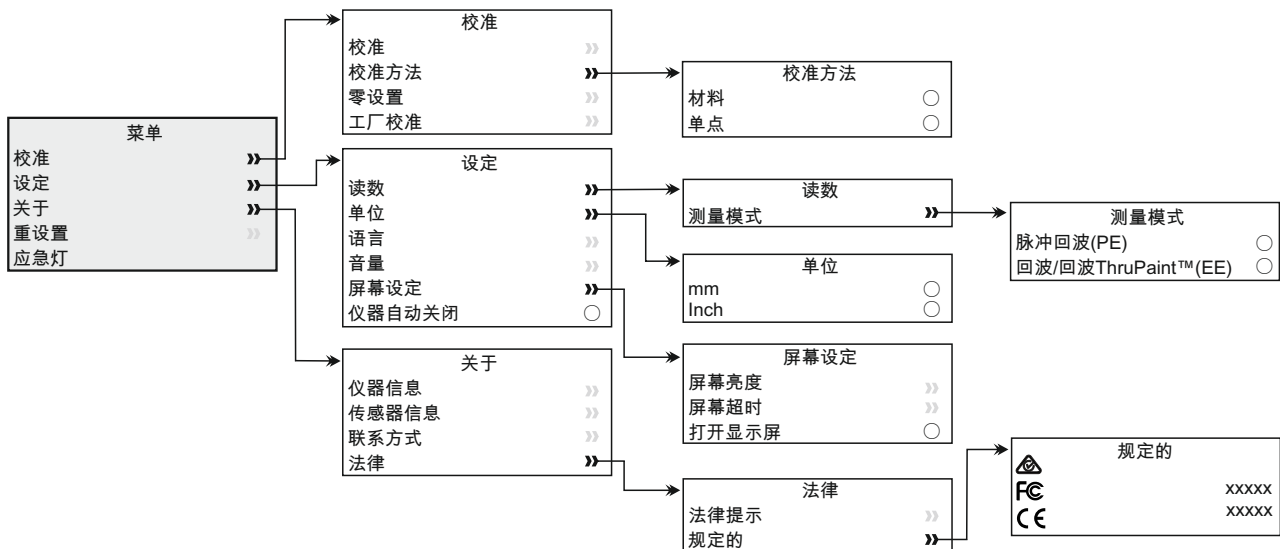 菜单
校准
设定
关于
重设置
应急灯
校准
校准
校准方法
零设置
工厂校准
校准方法
材料
单点
设定
读数
单位
语言
音量
屏幕设定
仪器自动关闭
读数
测量模式
测量模式
脉冲回波(PE)
回波/回波ThruPaint™(EE)
单位
mm
Inch
屏幕设定
屏幕亮度
屏幕超时
打开显示屏
关于
仪器信息
传感器信息
联系方式
法律
法律
法律提示
规定的
规定的
FC xxxxx
CE xxxxx